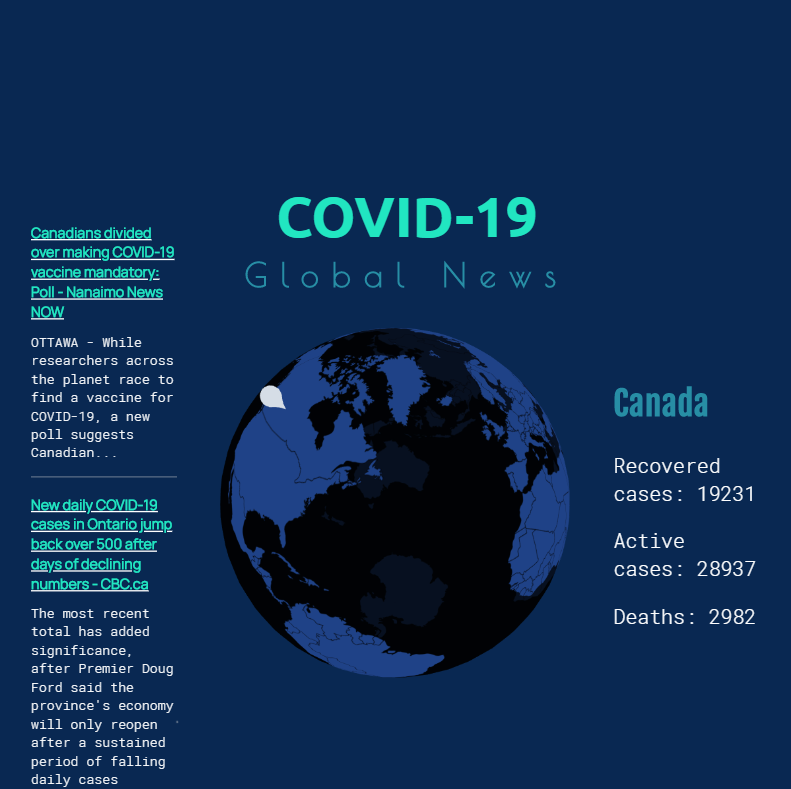 COVID-19
Global News
Canadians divided
over making COVID-19
vaccine mandatory:
Poll - Nanaimo News
NOW
OTTAWA - While
researchers across
the planet race to
find a vaccine for
COVID-19, a new
poll suggests
Canadian...
New daily COVID-19
cases in Ontario jump
back over 500 after
days of declining
numbers - CBC.ca
The most recent
total has added
significance,
after Premier Doug
Ford said the
province's economy
will only reopen
after a sustained
period of falling
daily cases
Canada
Recovered
cases: 19231
Active
cases: 28937
Deaths: 2982